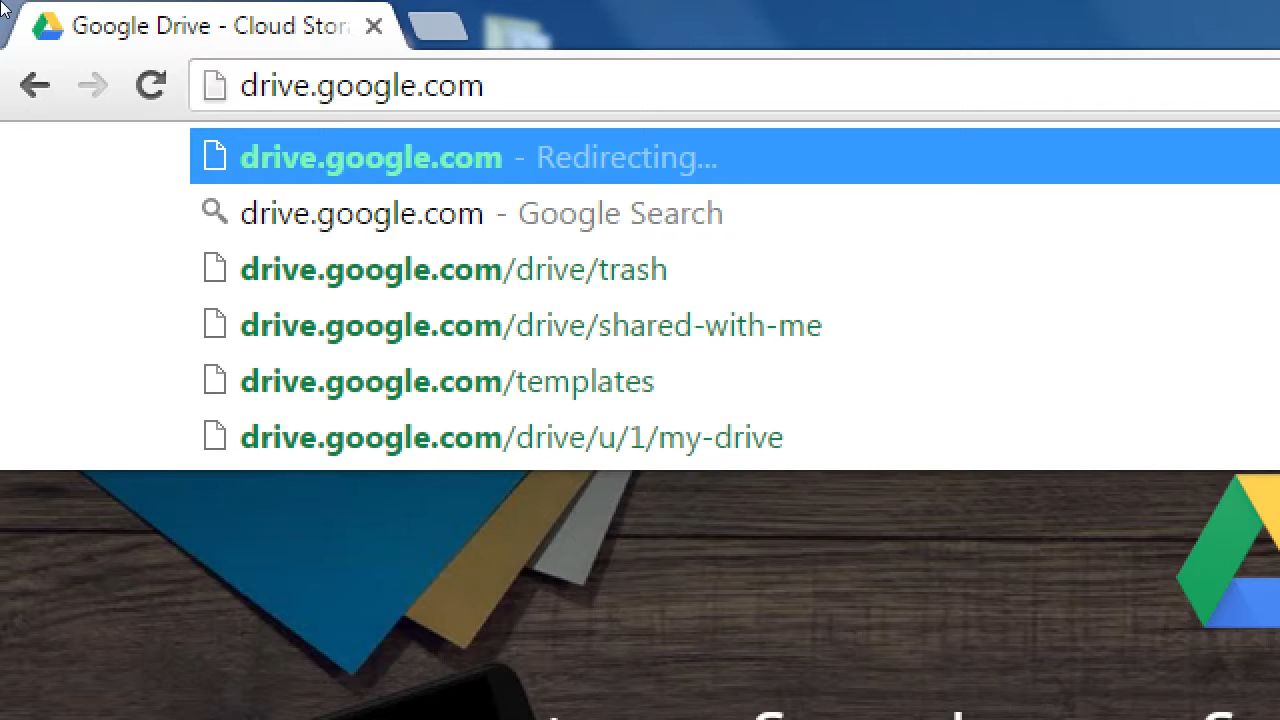 Google Drive - Cloud Stor
drive.google.com
drive.google.com - Redirecting...
drive.google.com - Google Search
drive.google.com/drive/trash
drive.google.com/drive/shared-with-me
drive.google.com/templates
drive.google.com/drive/u/1/my-drive